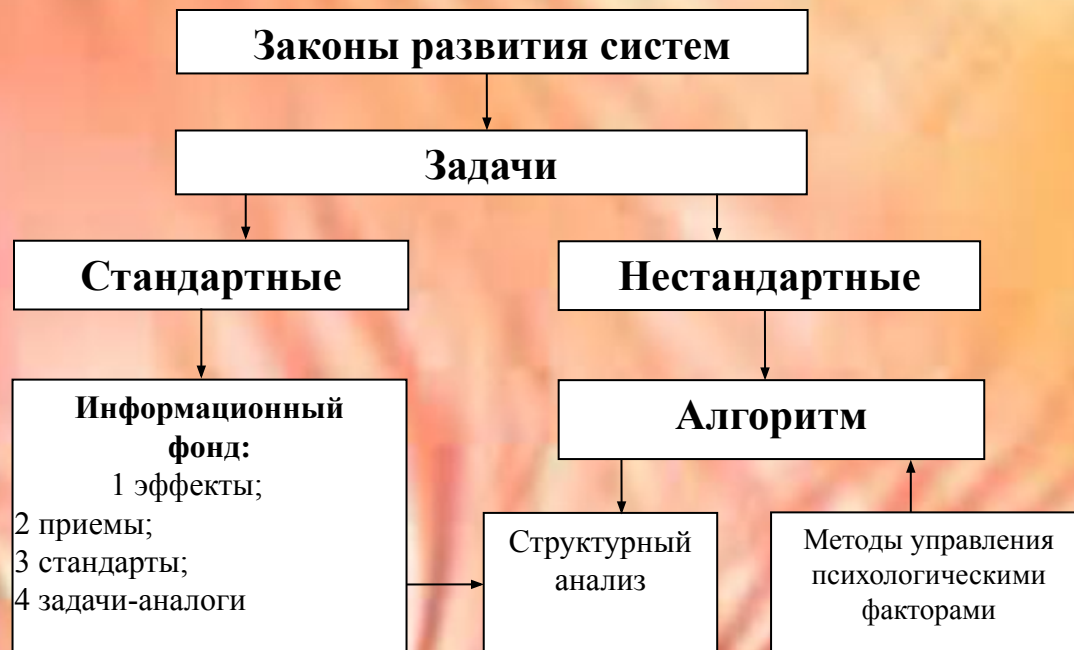 Законы развития систем
Задачи
Стандартные
Нестандартные
Информационный
фонд:
1 эффекты;
2 приемы;
3 стандарты;
4 задачи-аналоги
Алгоритм
Структурный
анализ
Методы управления
психологическими
факторами